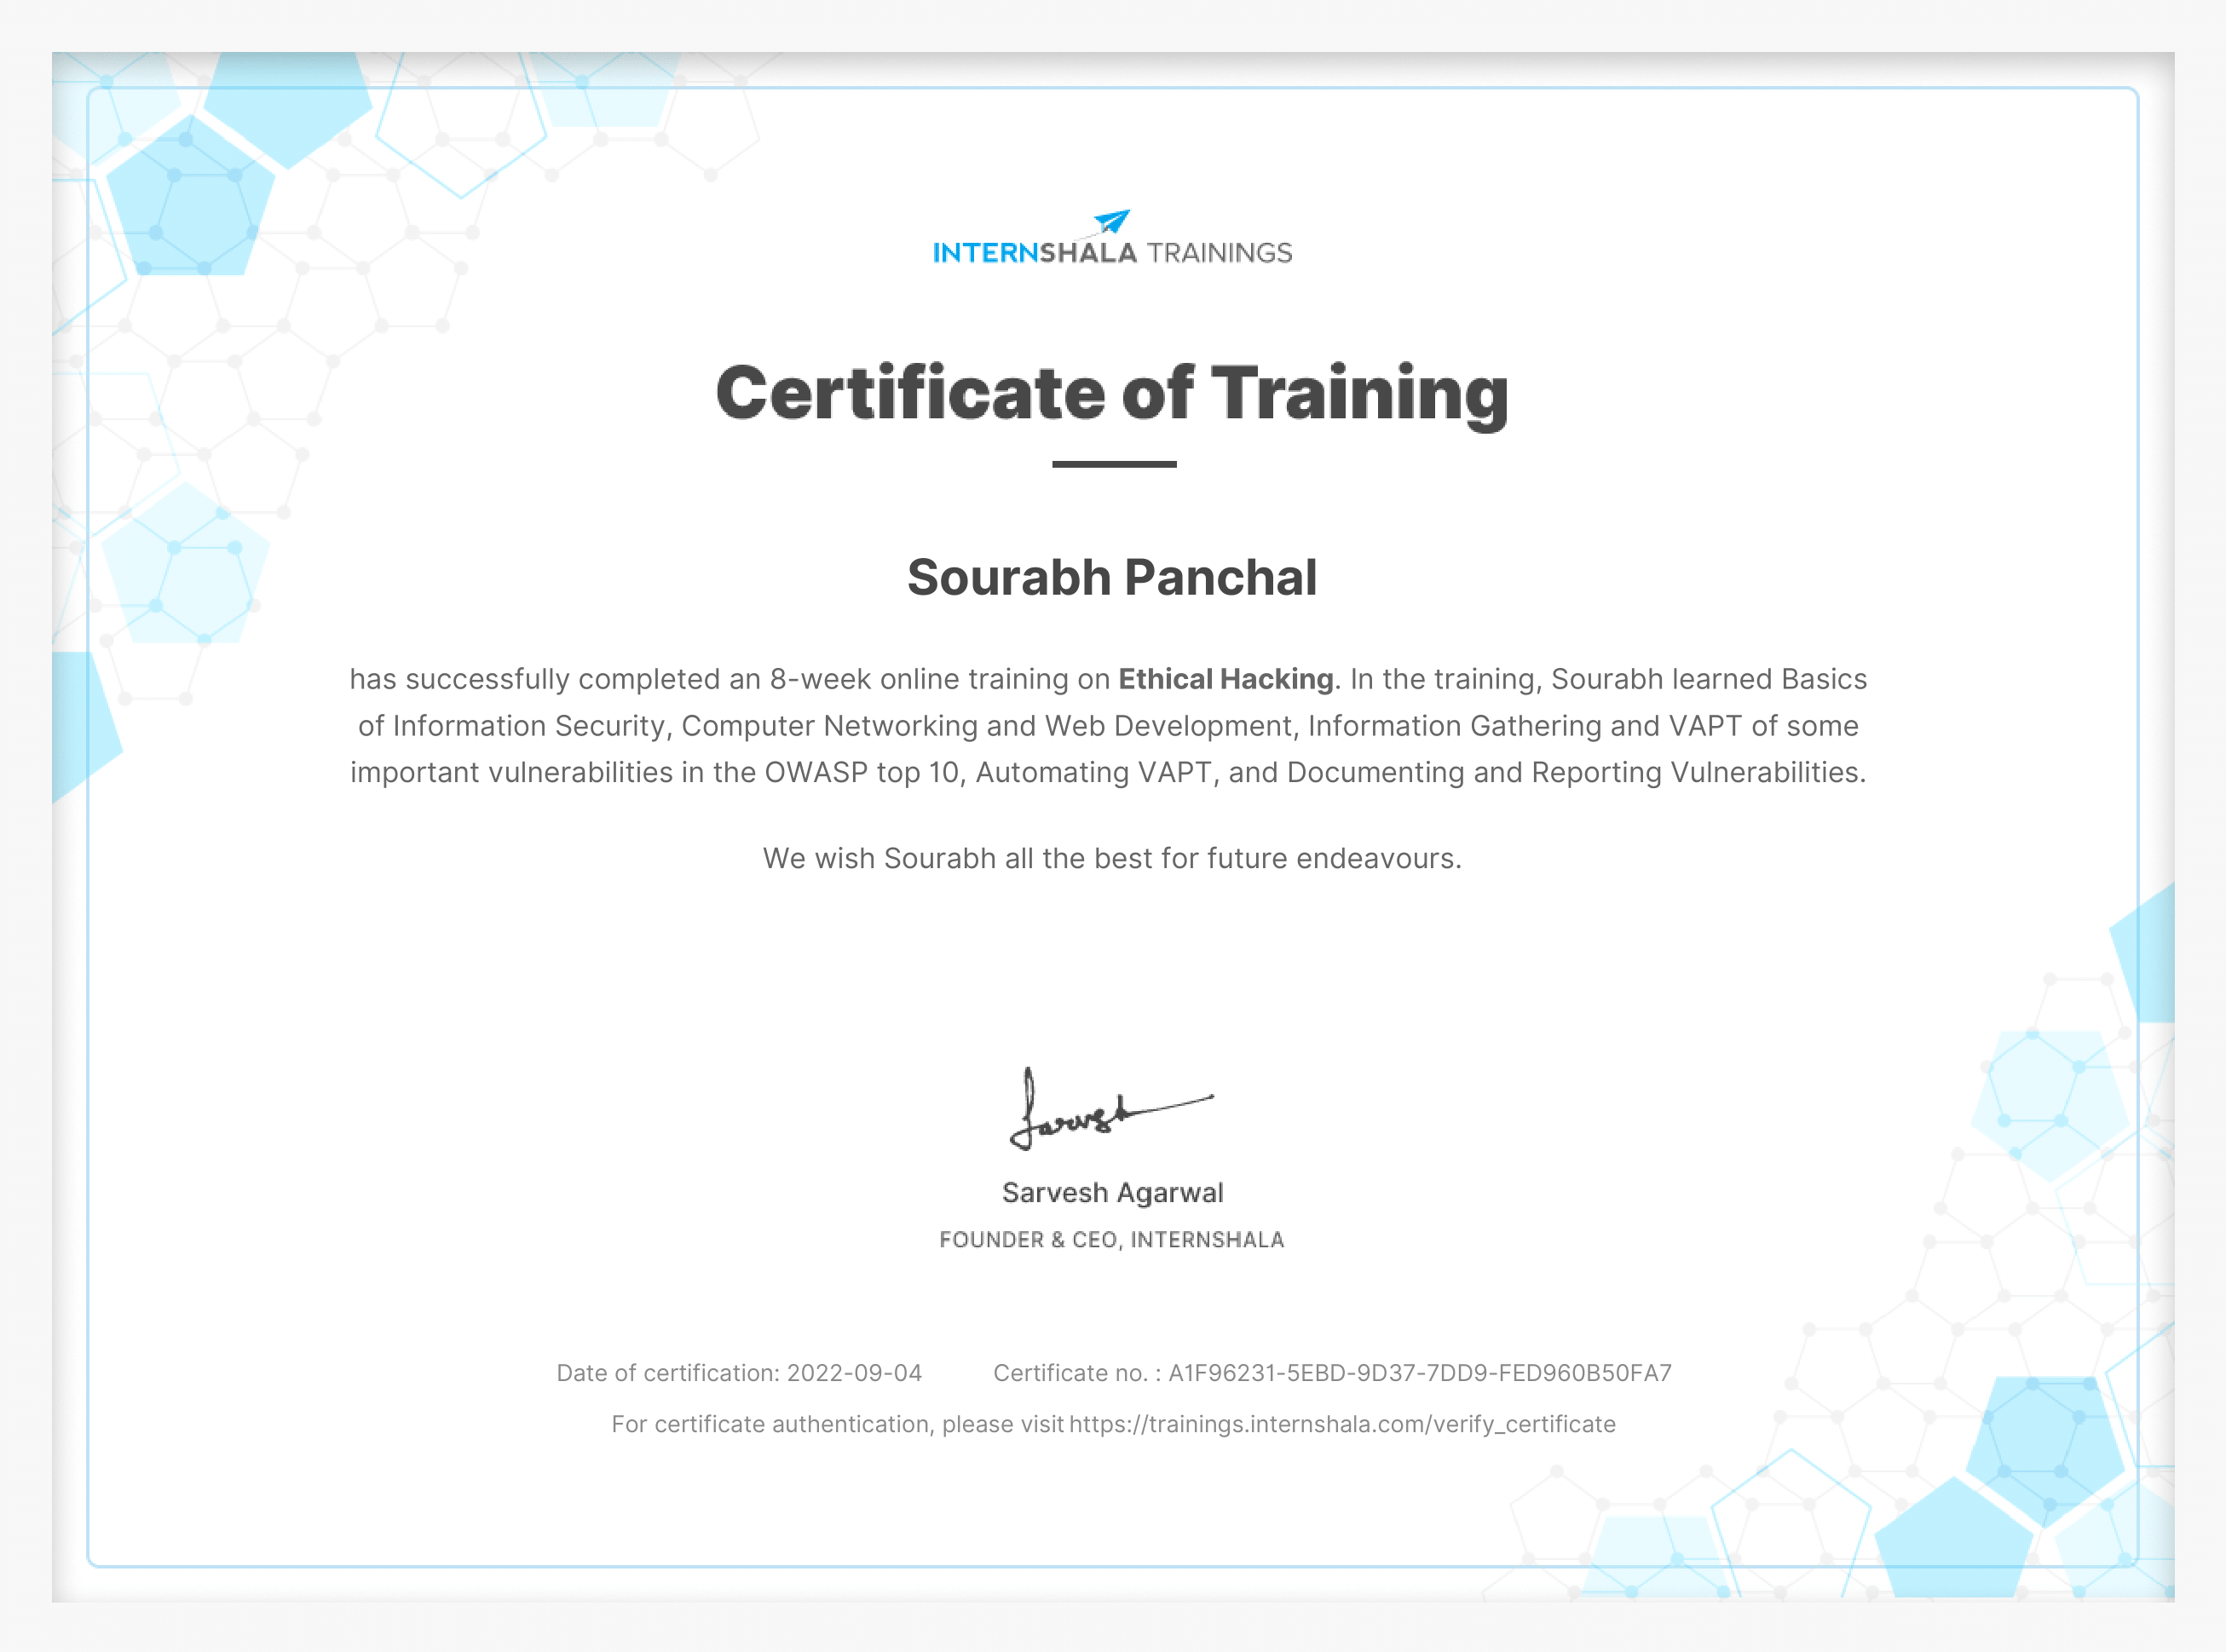 INTERNSHALA TRAININGS
Certificate of Training
Sourabh Panchal
has successfully completed an 8-week online training on Ethical Hacking. In the training, Sourabh learned Basics
of Information Security, Computer Networking and Web Development, Information Gathering and VAPT of some
important vulnerabilities in the OWASP top 10, Automating VAPT, and Documenting and Reporting Vulnerabilities.
We wish Sourabh all the best for future endeavours.
Sarvesh
Sarvesh Agarwal
FOUNDER & CEO, INTERNSHALA
Date of certification: 2022-09-04 Certificate no. : A1F96231-5EBD-9D37-7DD9-FED960B50FA7
For certificate authentication, please visit https://trainings.internshala.com/verify_certificate